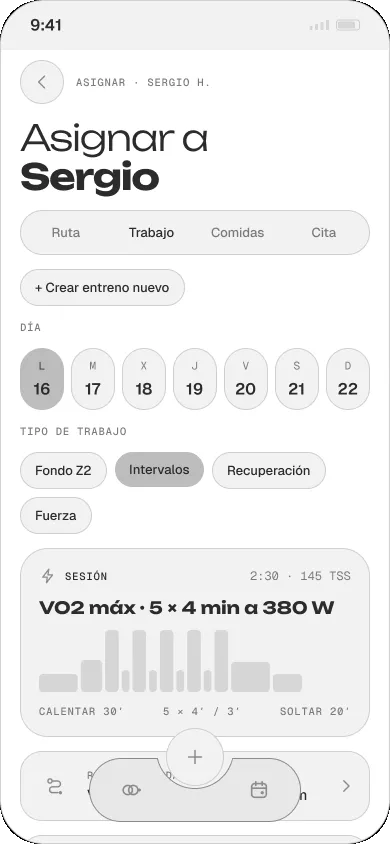 9:41
ASIGNAR · SERGIO H.
Asignar a
Sergio
Ruta Trabajo Comidas Cita
+ Crear entreno nuevo
DÍA
L M X J V S D
16 17 18 19 20 21 22
TIPO DE TRABAJO
Fondo Z2 Intervalos Recuperación
Fuerza
SESIÓN 2:30 · 145 TSS
VO2 máx · 5 × 4 min a 380 W
CALENTAR 30′ 5 × 4′ / 3′ SOLTAR 20′